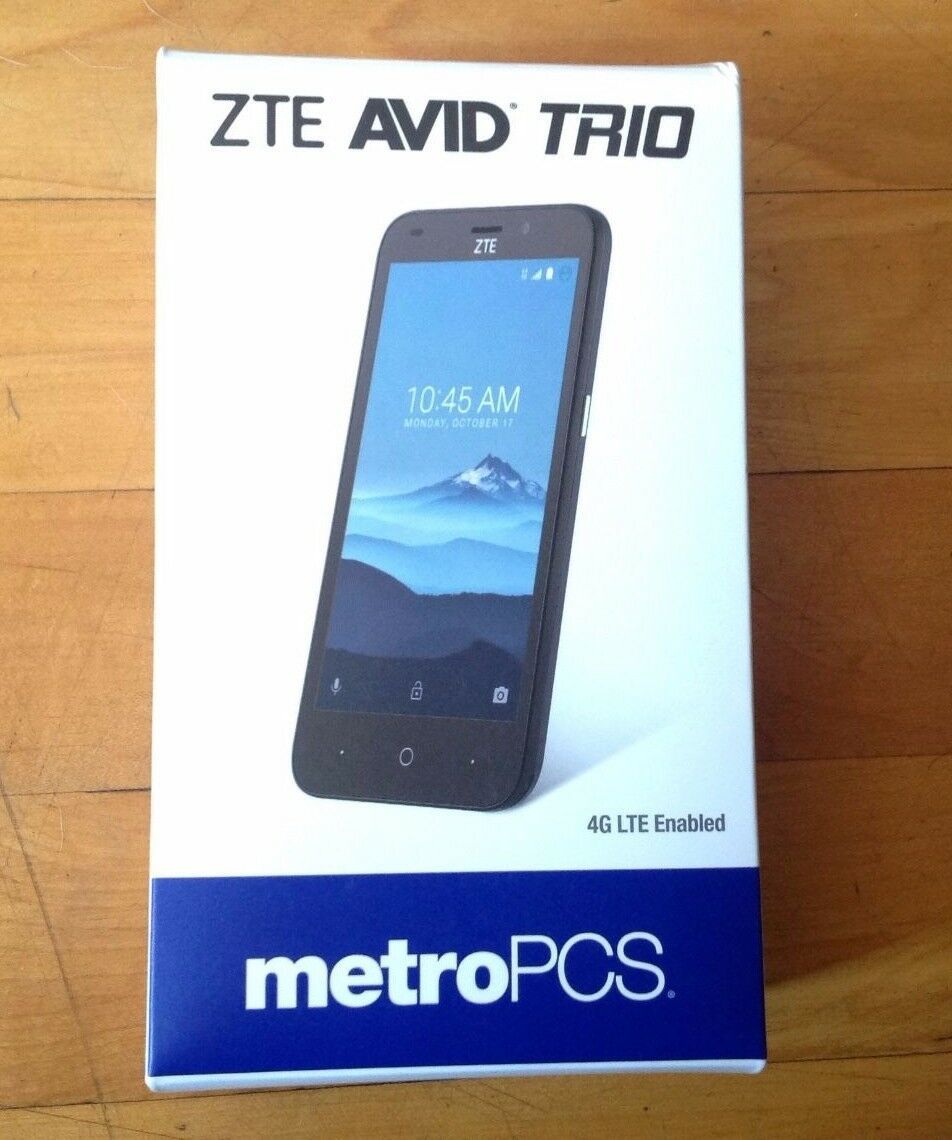 ZTE AVID® TRIO
ZTE
10:45 AM
MONDAY, OCTOBER 17
4G LTE Enabled
metroPCS.